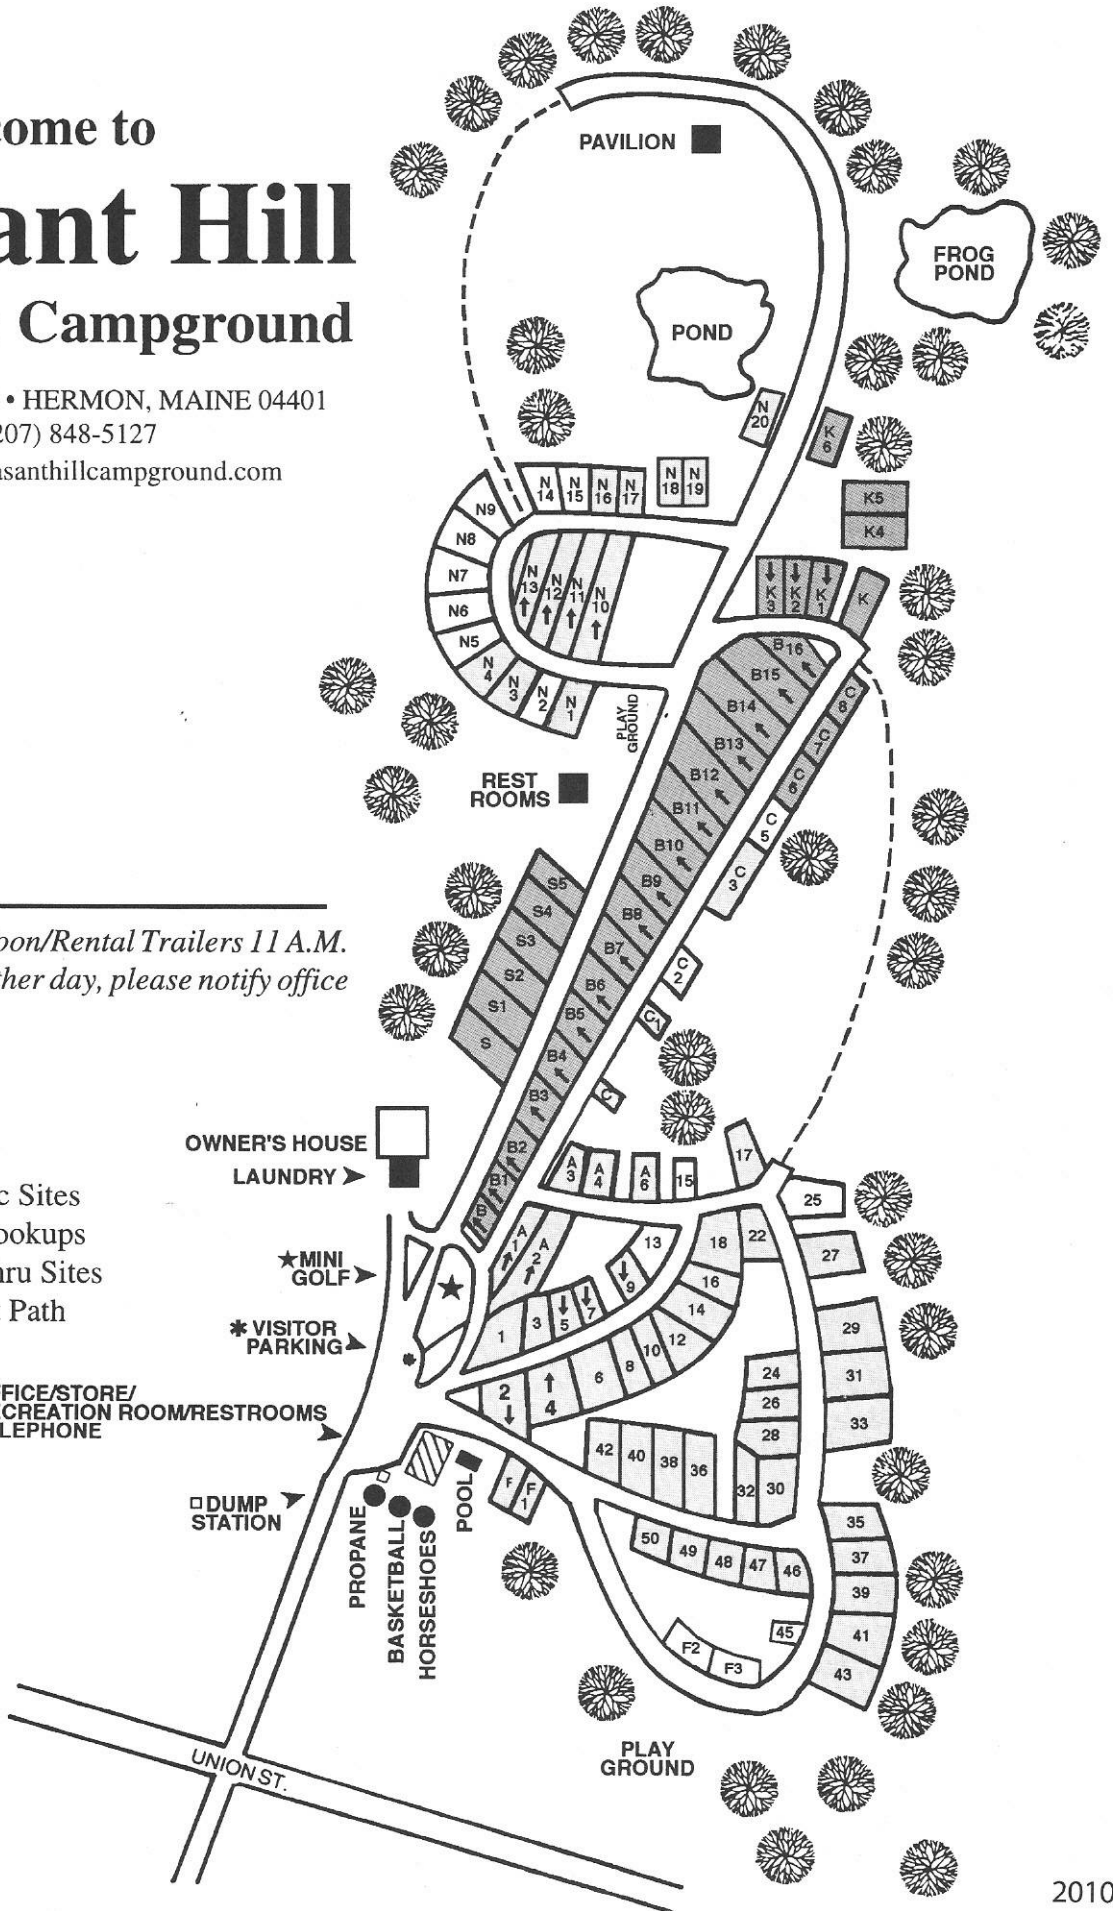 come to
ant Hill
Campground
• HERMON, MAINE 04401
207) 848-5127
asanthillcampground.com
PAVILION
FROG
POND
POND
N
20
K
6
K5
K4
N
14
N
15
N
16
N
17
N
18
N
19
N9
N8
N7
N6
N5
N
4
N
3
N
2
N
1
N
13
N
12
N
11
N
10
K
3
K
2
K
1
K
PLAY
GROUND
REST
ROOMS
B16
B15
B14
B13
B12
B11
B10
B9
B8
B7
B6
B5
B4
B3
B2
B1
B
C
8
C
7
C
6
C
5
C
3
C
2
C1
C
S5
S4
S3
S2
S1
S
oon/Rental Trailers 11 A.M.
ther day, please notify office
OWNER'S HOUSE
LAUNDRY
c Sites
ookups
hru Sites
t Path
★MINI
GOLF
✱ VISITOR
PARKING
FFICE/STORE/
ECREATION ROOM/RESTROOMS
LEPHONE
DUMP
STATION
A
3
A
4
A
6
15
17
25
A
1
A
2
13
18
22
27
9
16
7
5
3
1
14
12
10
8
6
4
2
29
31
33
24
26
28
42
40
38
36
32
30
F
F
1
POOL
PROPANE
BASKETBALL
HORSESHOES
50
49
48
47
46
45
35
37
39
41
43
F2
F3
PLAY
GROUND
UNION ST.
2010